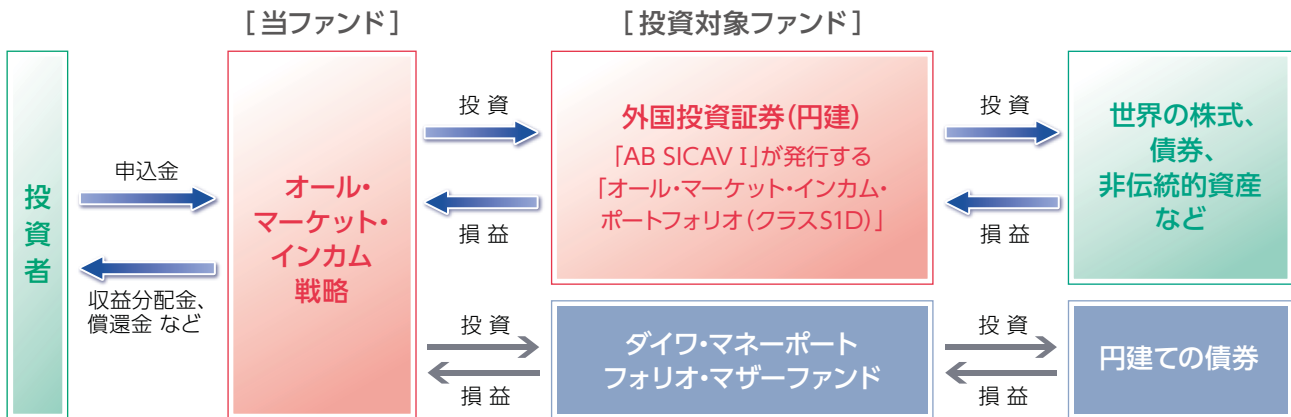 [当ファンド]
[投資対象ファンド]
投資者
申込金
収益分配金、
償還金 など
オール・
マーケット・
インカム
戦略
投 資
損 益
外国投資証券(円建)
「AB SICAV I」が発行する
「オール・マーケット・インカム・
ポートフォリオ(クラスS1D)」
投 資
損 益
世界の株式、
債券、
非伝統的資産
など
投 資
損 益
ダイワ・マネーポート
フォリオ・マザーファンド
投 資
損 益
円建ての債券